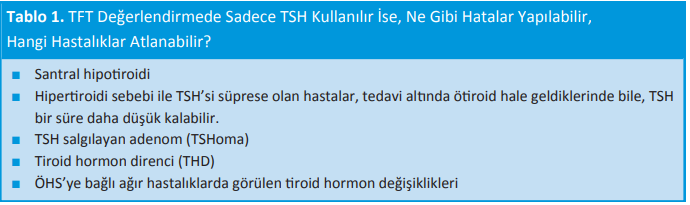 Tablo 1. TFT Değerlendirmede Sadece TSH Kullanılır İse, Ne Gibi Hatalar Yapılabilir,
Hangi Hastalıklar Atlanabilir?
■ Santral hipotiroidi
■ Hipertiroidi sebebi ile TSH’si süprese olan hastalar, tedavi altında ötiroid hale geldiklerinde bile, TSH
bir süre daha düşük kalabilir.
■ TSH salgılayan adenom (TSHoma)
■ Tiroid hormon direnci (THD)
■ ÖHS’ye bağlı ağır hastalıklarda görülen tiroid hormon değişiklikleri